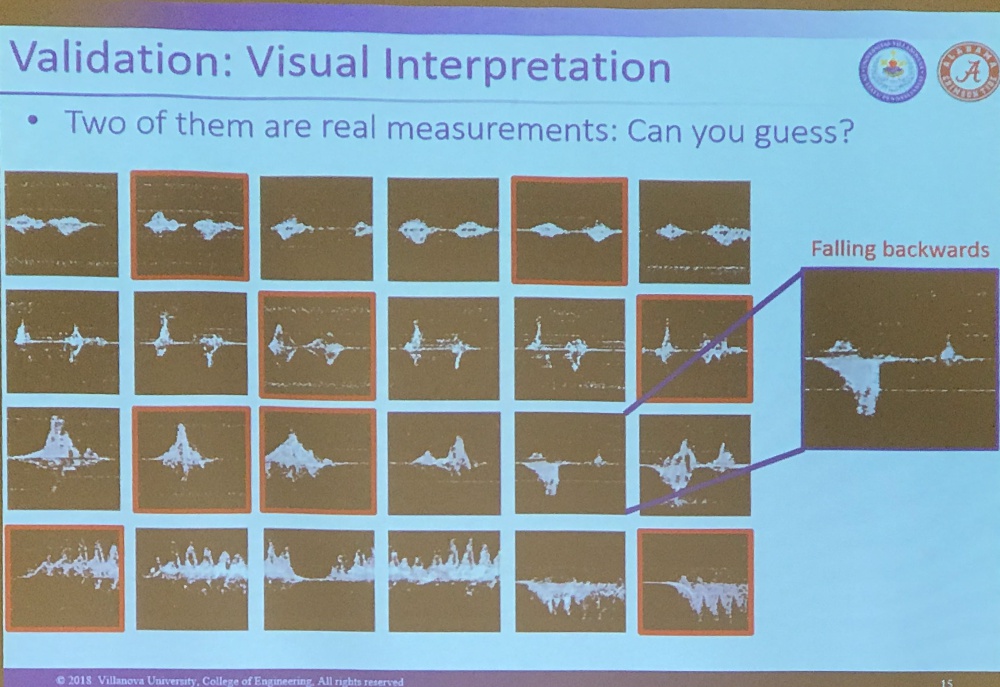 Validation: Visual Interpretation
• Two of them are real measurements: Can you guess?
Falling backwards
© 2018 Villanova University, College of Engineering, All rights reserved
15
ALABAMA
A